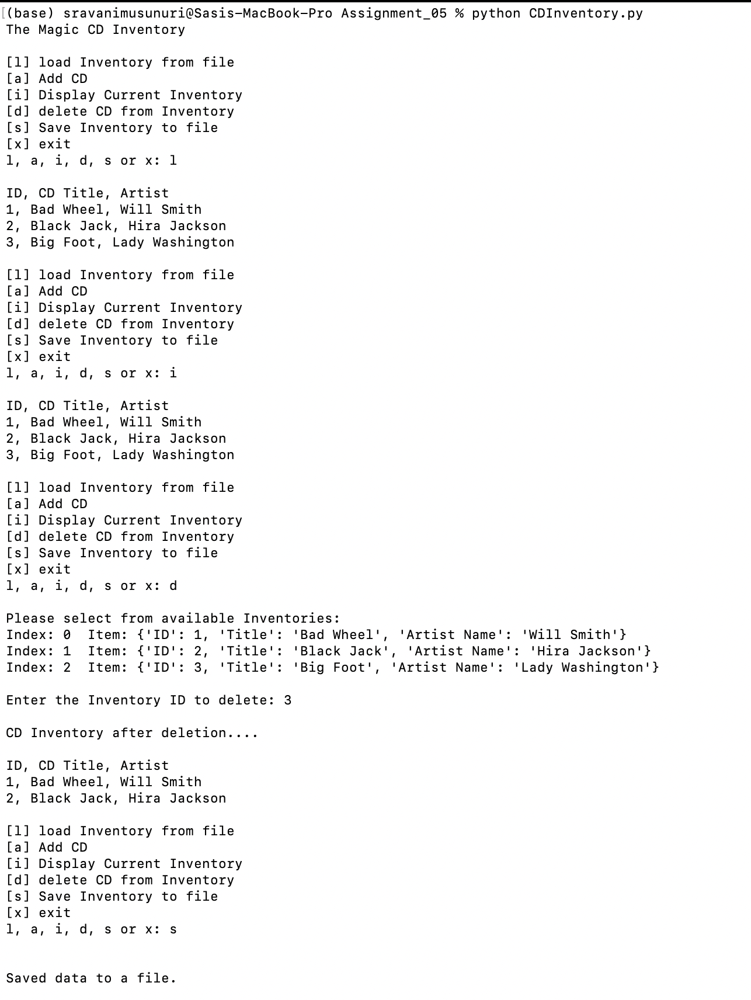 (base) sravanimusunuri@Sasis-MacBook-Pro Assignment_05 % python CDInventory.py
The Magic CD Inventory

[l] load Inventory from file
[a] Add CD
[i] Display Current Inventory
[d] delete CD from Inventory
[s] Save Inventory to file
[x] exit
l, a, i, d, s or x: l

ID, CD Title, Artist
1, Bad Wheel, Will Smith
2, Black Jack, Hira Jackson
3, Big Foot, Lady Washington

[l] load Inventory from file
[a] Add CD
[i] Display Current Inventory
[d] delete CD from Inventory
[s] Save Inventory to file
[x] exit
l, a, i, d, s or x: i

ID, CD Title, Artist
1, Bad Wheel, Will Smith
2, Black Jack, Hira Jackson
3, Big Foot, Lady Washington

[l] load Inventory from file
[a] Add CD
[i] Display Current Inventory
[d] delete CD from Inventory
[s] Save Inventory to file
[x] exit
l, a, i, d, s or x: d

Please select from available Inventories:
Index: 0  Item: {'ID': 1, 'Title': 'Bad Wheel', 'Artist Name': 'Will Smith'}
Index: 1  Item: {'ID': 2, 'Title': 'Black Jack', 'Artist Name': 'Hira Jackson'}
Index: 2  Item: {'ID': 3, 'Title': 'Big Foot', 'Artist Name': 'Lady Washington'}

Enter the Inventory ID to delete: 3

CD Inventory after deletion....

ID, CD Title, Artist
1, Bad Wheel, Will Smith
2, Black Jack, Hira Jackson

[l] load Inventory from file
[a] Add CD
[i] Display Current Inventory
[d] delete CD from Inventory
[s] Save Inventory to file
[x] exit
l, a, i, d, s or x: s

Saved data to a file.